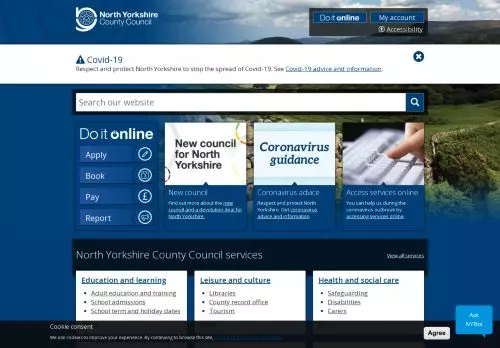 North Yorkshire
County Council
Do it online
My account
Accessibility
Covid-19
Respect and protect North Yorkshire to stop the spread of Covid-19. See Covid-19 advice and information.
Search our website
Do it online
Apply
Book
Pay
Report
New council
for North
Yorkshire
New council
Find out more about the new
council and a devolution deal for
North Yorkshire.
Coronavirus
guidance
Coronavirus advice
Respect and protect North
Yorkshire. Get coronavirus
advice and information
Access services online
You can help us during the
coronavirus outbreak by
accessing services online.
North Yorkshire County Council services
View all services
Education and learning
Adult education and training
School admissions
School term and holiday dates
Leisure and culture
Libraries
County record office
Tourism
Health and social care
Safeguarding
Disabilities
Carers
Ask
NYBot
Cookie consent
We use cookies to improve your experience. By continuing to browse this site,
Agree